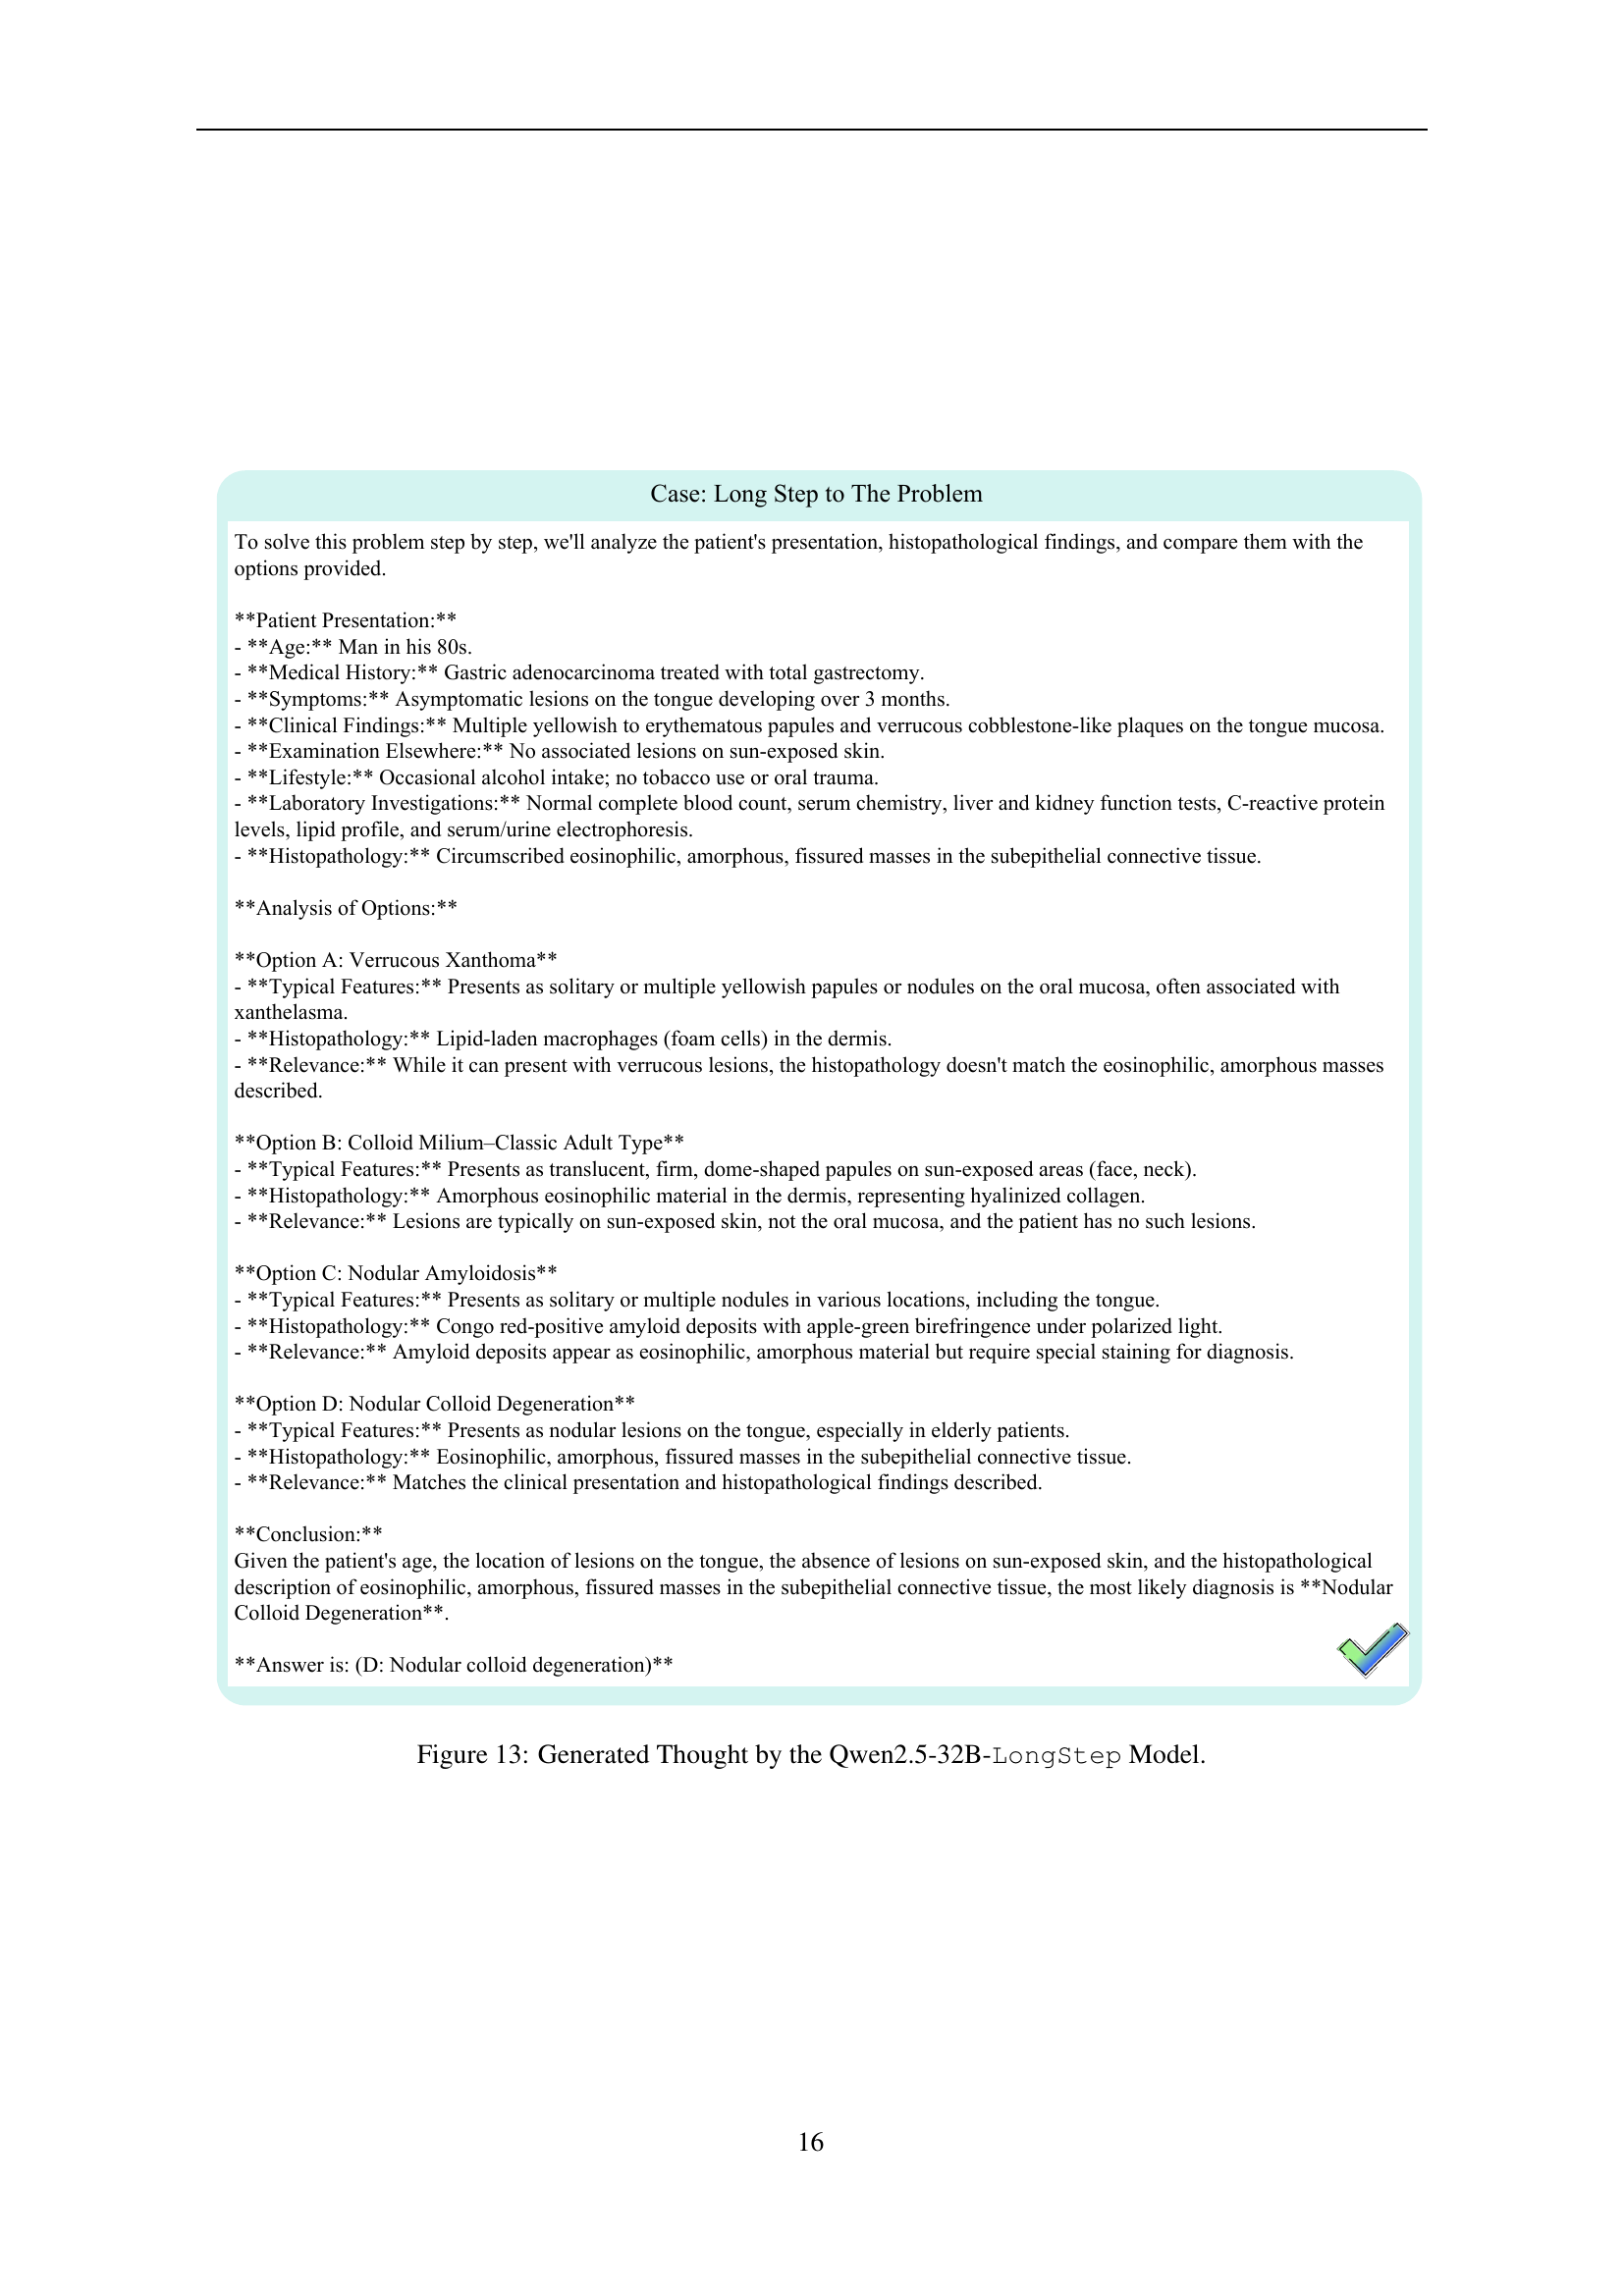 Case: Long Step to The Problem
To solve this problem step by step, we'll analyze the patient's presentation, histopathological findings, and compare them with the
options provided.
**Patient Presentation:**
- **Age:** Man in his 80s.
- **Medical History:** Gastric adenocarcinoma treated with total gastrectomy.
- **Symptoms:** Asymptomatic lesions on the tongue developing over 3 months.
- **Clinical Findings:** Multiple yellowish to erythematous papules and verrucous cobblestone-like plaques on the tongue mucosa.
- **Examination Elsewhere:** No associated lesions on sun-exposed skin.
- **Lifestyle:** Occasional alcohol intake; no tobacco use or oral trauma.
- **Laboratory Investigations:** Normal complete blood count, serum chemistry, liver and kidney function tests, C-reactive protein
levels, lipid profile, and serum/urine electrophoresis.
- **Histopathology:** Circumscribed eosinophilic, amorphous, fissured masses in the subepithelial connective tissue.
**Analysis of Options:**
**Option A: Verrucous Xanthoma**
- **Typical Features:** Presents as solitary or multiple yellowish papules or nodules on the oral mucosa, often associated with
xanthelasma.
- **Histopathology:** Lipid-laden macrophages (foam cells) in the dermis.
- **Relevance:** While it can present with verrucous lesions, the histopathology doesn't match the eosinophilic, amorphous masses
described.
**Option B: Colloid Milium–Classic Adult Type**
- **Typical Features:** Presents as translucent, firm, dome-shaped papules on sun-exposed areas (face, neck).
- **Histopathology:** Amorphous eosinophilic material in the dermis, representing hyalinized collagen.
- **Relevance:** Lesions are typically on sun-exposed skin, not the oral mucosa, and the patient has no such lesions.
**Option C: Nodular Amyloidosis**
- **Typical Features:** Presents as solitary or multiple nodules in various locations, including the tongue.
- **Histopathology:** Congo red-positive amyloid deposits with apple-green birefringence under polarized light.
- **Relevance:** Amyloid deposits appear as eosinophilic, amorphous material but require special staining for diagnosis.
**Option D: Nodular Colloid Degeneration**
- **Typical Features:** Presents as nodular lesions on the tongue, especially in elderly patients.
- **Histopathology:** Eosinophilic, amorphous, fissured masses in the subepithelial connective tissue.
- **Relevance:** Matches the clinical presentation and histopathological findings described.
**Conclusion:**
Given the patient's age, the location of lesions on the tongue, the absence of lesions on sun-exposed skin, and the histopathological
description of eosinophilic, amorphous, fissured masses in the subepithelial connective tissue, the most likely diagnosis is **Nodular
Colloid Degeneration**.
**Answer is: (D: Nodular colloid degeneration)**
Figure 13: Generated Thought by the Qwen2.5-32B-LongStep Model.
16